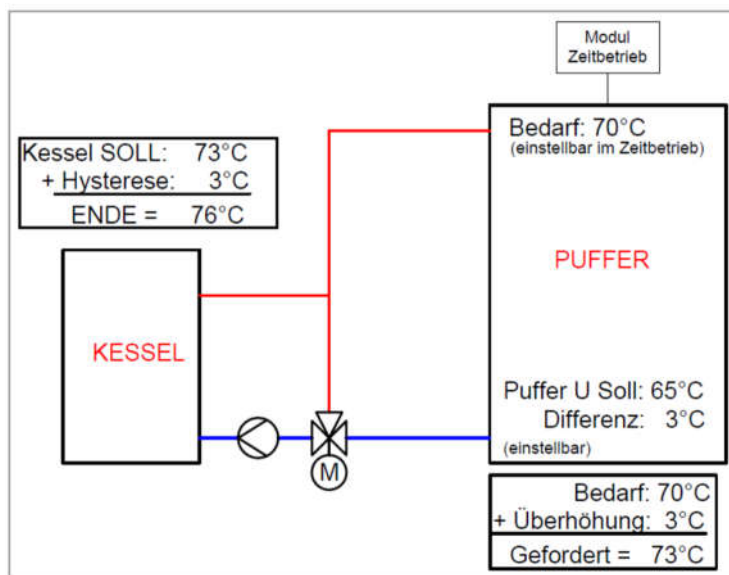 Modul
Zeitbetrieb
Kessel SOLL: 73°C
+ Hysterese: 3°C
ENDE = 76°C
Bedarf: 70°C
(einstellbar im Zeitbetrieb)
PUFFER
KESSEL
Puffer U Soll: 65°C
Differenz: 3°C
(einstellbar)
M
Bedarf: 70°C
+ Überhöhung: 3°C
Gefordert = 73°C